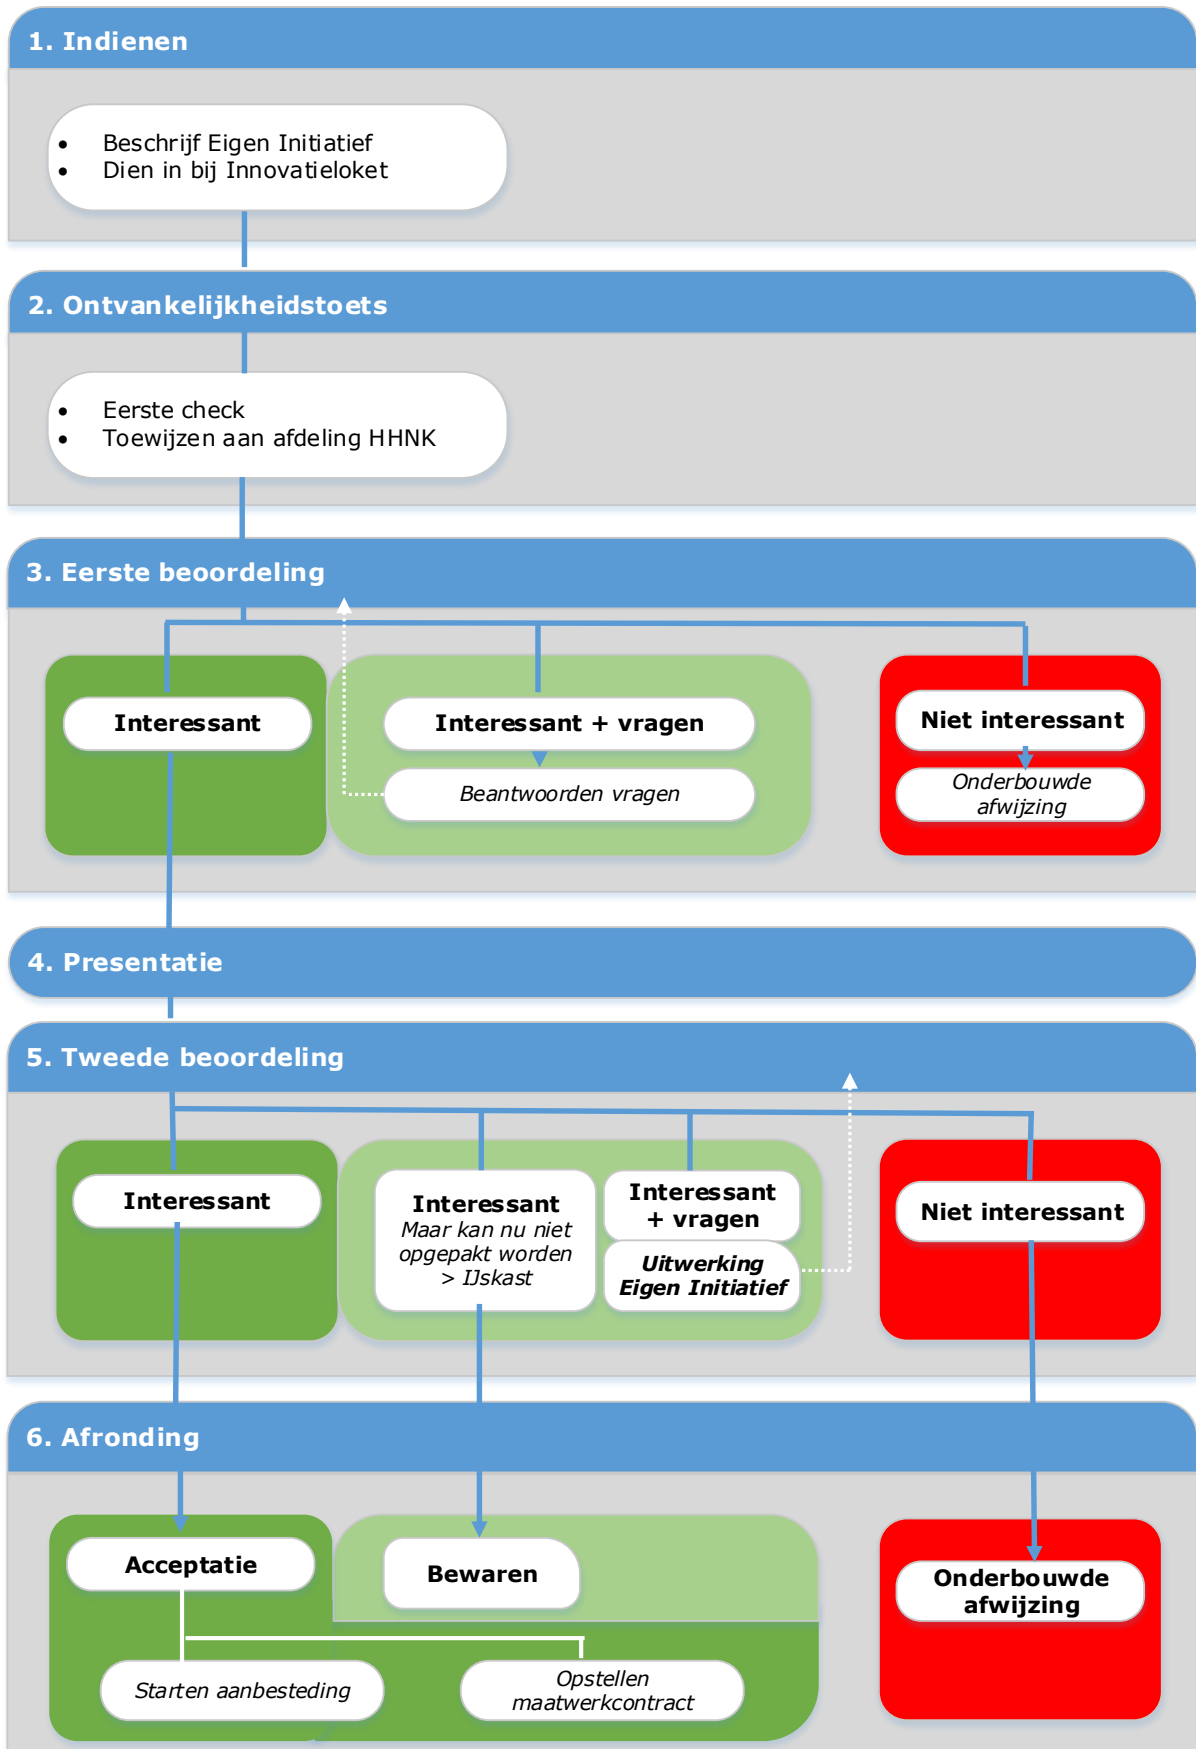 1. Indienen
• Beschrijf Eigen Initiatief
• Dien in bij Innovatieloket
2. Ontvankelijkheidstoets
• Eerste check
• Toewijzen aan afdeling HHNK
3. Eerste beoordeling
Interessant
Interessant + vragen
Beantwoorden vragen
Niet interessant
Onderbouwde
afwijzing
4. Presentatie
5. Tweede beoordeling
Interessant
Interessant
Maar kan nu niet
opgepakt worden
> IJskast
Interessant
+ vragen
Uitwerking
Eigen Initiatief
Niet interessant
6. Afronding
Acceptatie
Bewaren
Onderbouwde
afwijzing
Starten aanbesteding
Opstellen
maatwerkcontract